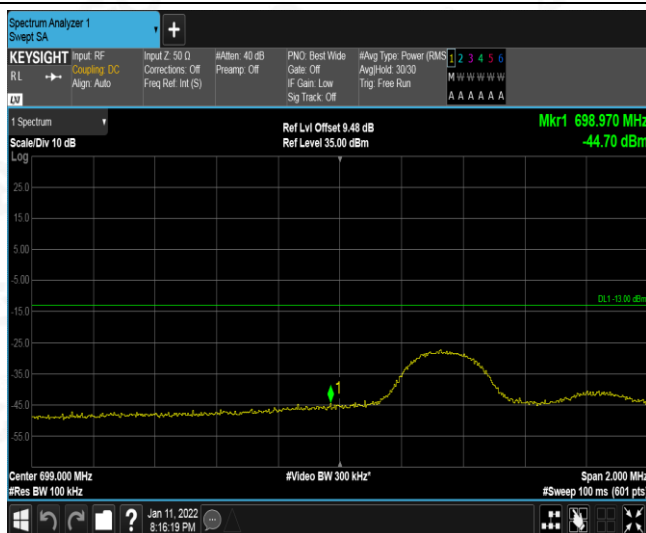 Spectrum Analyzer 1
Swept SA
+
KEYSIGHT
RL
LXI
Input: RF
Coupling: DC
Align: Auto
Input Z: 50 Ω
Corrections: Off
Freq Ref: Int (S)
#Atten: 40 dB
Preamp: Off
PNO: Best Wide
Gate: Off
IF Gain: Low
Sig Track: Off
#Avg Type: Power (RMS
Avg|Hold: 30/30
Trig: Free Run
1 2 3 4 5 6
M W W W W W
A A A A A A
1 Spectrum
Scale/Div 10 dB
Log
Ref Lvl Offset 9.48 dB
Ref Level 35.00 dBm
Mkr1 698.970 MHz
-44.70 dBm
25.0
15.0
5.00
-5.00
DL1 -13.00 dBm
-15.0
-25.0
-35.0
1
-45.0
-55.0
Center 699.000 MHz
#Res BW 100 kHz
#Video BW 300 kHz*
Span 2.000 MHz
#Sweep 100 ms (601 pts)
?
Jan 11, 2022
8:16:19 PM